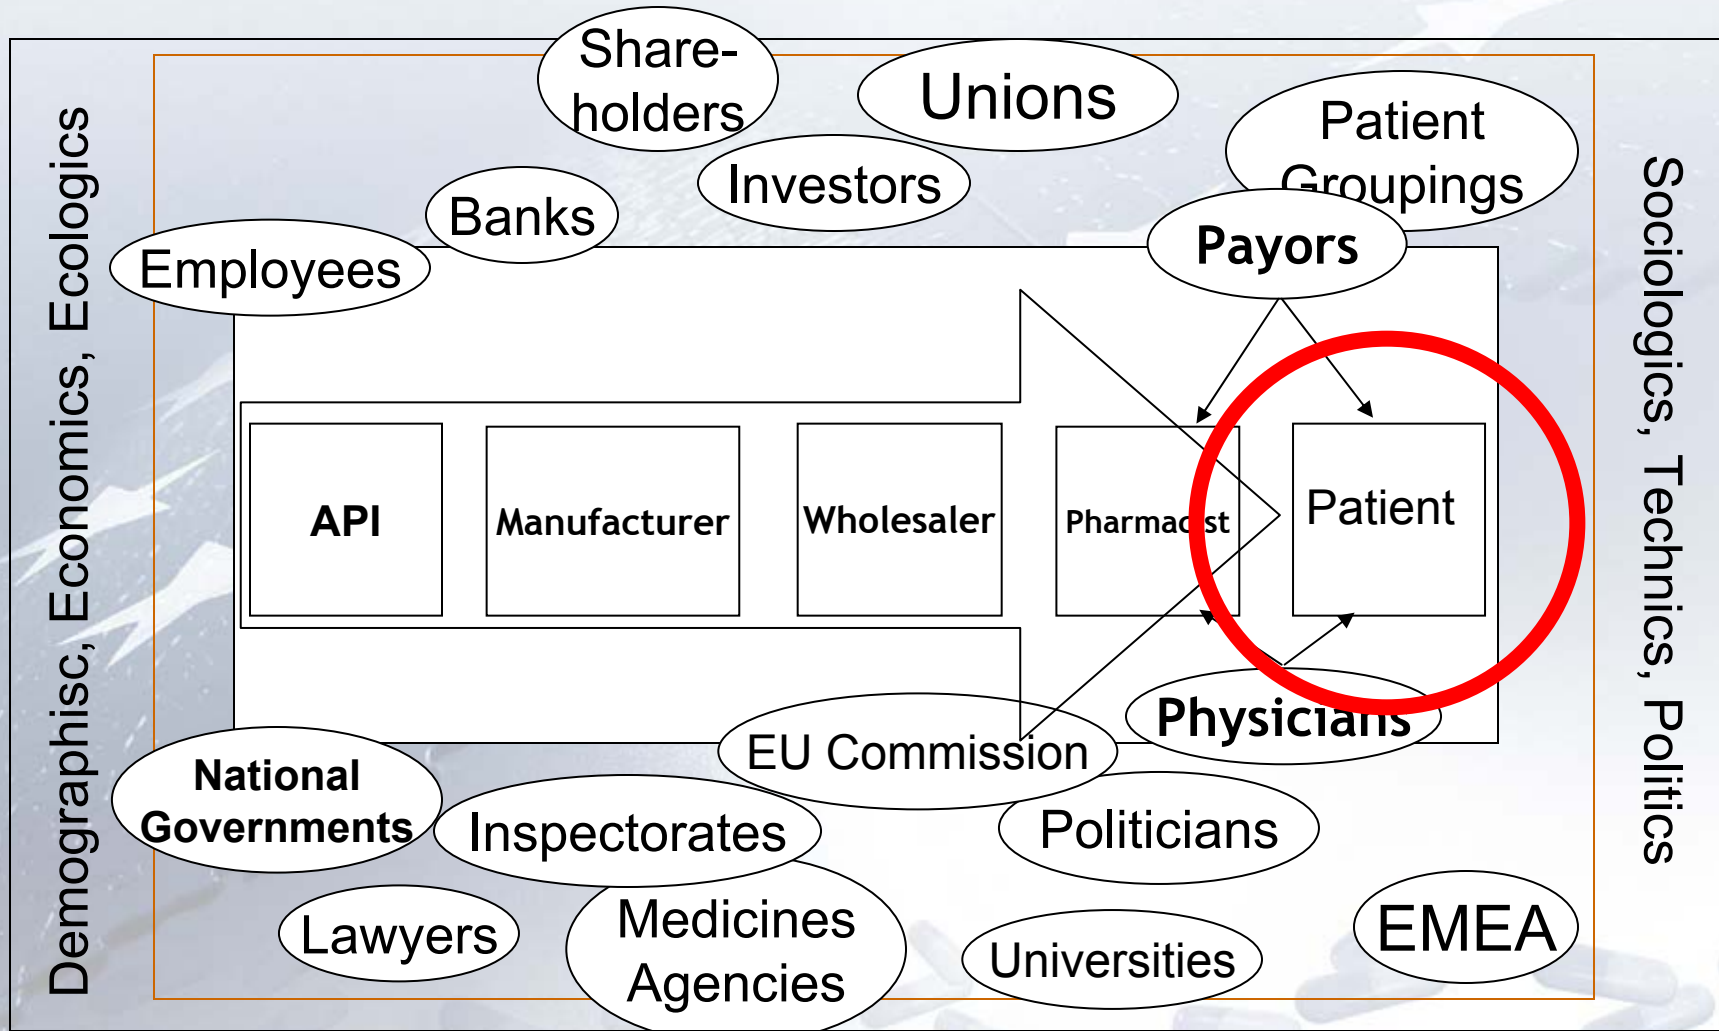 Share-
holders
Unions
Patient
Groupings
Investors
Banks
Payors
Employees
Demographisc, Economics, Ecologics
Sociologics, Technics, Politics
API
Manufacturer
Wholesaler
Pharmacist
Patient
Physicians
EU Commission
National
Governments
Inspectorates
Politicians
Lawyers
Medicines
Agencies
Universities
EMEA